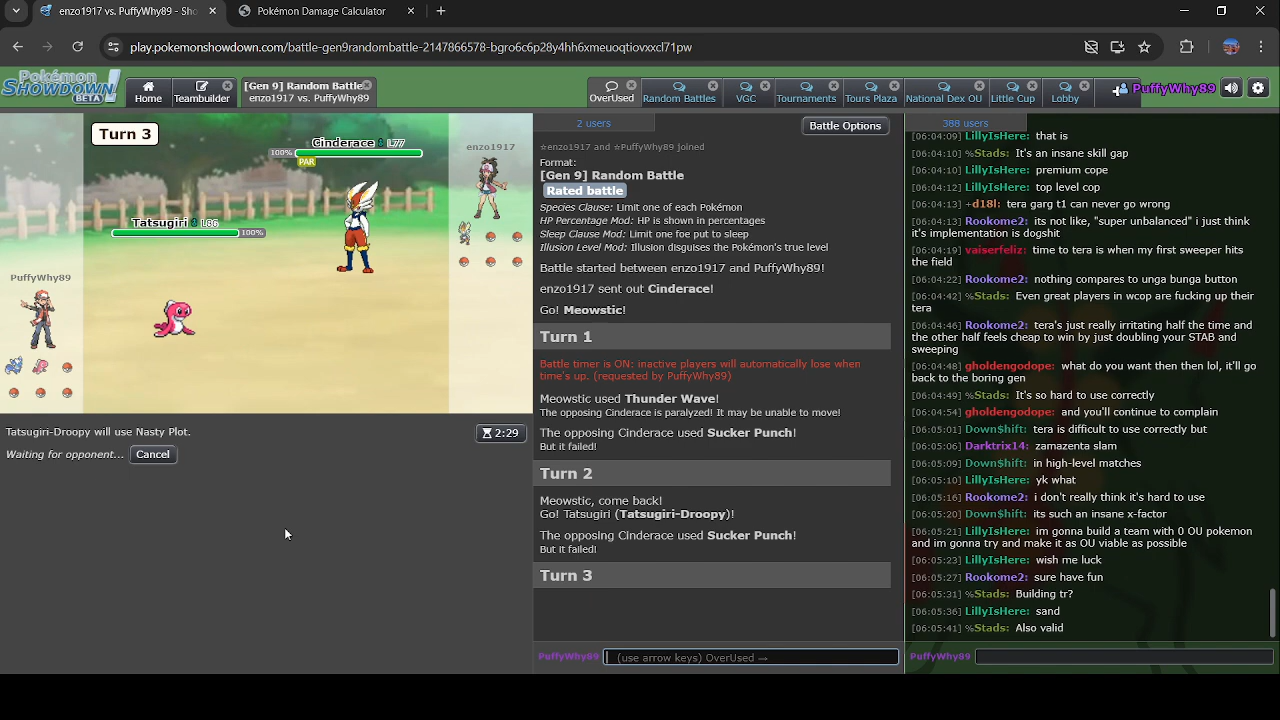 enzo1917 vs. PuffyWhy89 - Sho
Pokémon Damage Calculator
play.pokemonshowdown.com/battle-gen9randombattle-2147866578-bgro6c6p28y4hh6xmeuoqtiovxxcl71pw
Pokémon
SHOWDOWN!
BETA
Home
Teambuilder
[Gen 9] Random Battle
enzo1917 vs. PuffyWhy89
OverUsed
Random Battles
VGC
Tournaments
Tours Plaza
National Dex OU
Little Cup
Lobby
PuffyWhy89
Turn 3
Cinderace L77
100%
PAR
Tatsugiri L86
100%
enzo1917
PuffyWhy89
Tatsugiri-Droopy will use Nasty Plot.
Waiting for opponent...
Cancel
2:29
2 users
Battle Options
☆enzo1917 and ☆PuffyWhy89 joined
Format:
[Gen 9] Random Battle
Rated battle
Species Clause: Limit one of each Pokémon
HP Percentage Mod: HP is shown in percentages
Sleep Clause Mod: Limit one foe put to sleep
Illusion Level Mod: Illusion disguises the Pokémon's true level
Battle started between enzo1917 and PuffyWhy89!
enzo1917 sent out Cinderace!
Go! Meowstic!
Turn 1
Battle timer is ON: inactive players will automatically lose when
time's up. (requested by PuffyWhy89)
Meowstic used Thunder Wave!
The opposing Cinderace is paralyzed! It may be unable to move!
The opposing Cinderace used Sucker Punch!
But it failed!
Turn 2
Meowstic, come back!
Go! Tatsugiri (Tatsugiri-Droopy)!
The opposing Cinderace used Sucker Punch!
But it failed!
Turn 3
PuffyWhy89
(use arrow keys) OverUsed →
388 users
[06:04:09] LillyIsHere: that is
[06:04:10] %Stads: It's an insane skill gap
[06:04:10] LillyIsHere: premium cope
[06:04:12] LillyIsHere: top level cop
[06:04:13] +d18l: tera garg t1 can never go wrong
[06:04:13] Rookome2: its not like, "super unbalanced" i just think
it's implementation is dogshit
[06:04:19] vaiserfeliz: time to tera is when my first sweeper hits
the field
[06:04:22] Rookome2: nothing compares to unga bunga button
[06:04:42] %Stads: Even great players in wcop are fucking up their
tera
[06:04:46] Rookome2: tera's just really irritating half the time and
the other half feels cheap to win by just doubling your STAB and
sweeping
[06:04:48] gholdengodope: what do you want then then lol, it'll go
back to the boring gen
[06:04:49] %Stads: It's so hard to use correctly
[06:04:54] gholdengodope: and you'll continue to complain
[06:05:01] Down$hift: tera is difficult to use correctly but
[06:05:06] Darktrix14: zamazenta slam
[06:05:09] Down$hift: in high-level matches
[06:05:10] LillyIsHere: yk what
[06:05:16] Rookome2: i don't really think it's hard to use
[06:05:20] Down$hift: its such an insane x-factor
[06:05:21] LillyIsHere: im gonna build a team with 0 OU pokemon
and im gonna try and make it as OU viable as possible
[06:05:23] LillyIsHere: wish me luck
[06:05:27] Rookome2: sure have fun
[06:05:31] %Stads: Building tr?
[06:05:36] LillyIsHere: sand
[06:05:41] %Stads: Also valid
PuffyWhy89